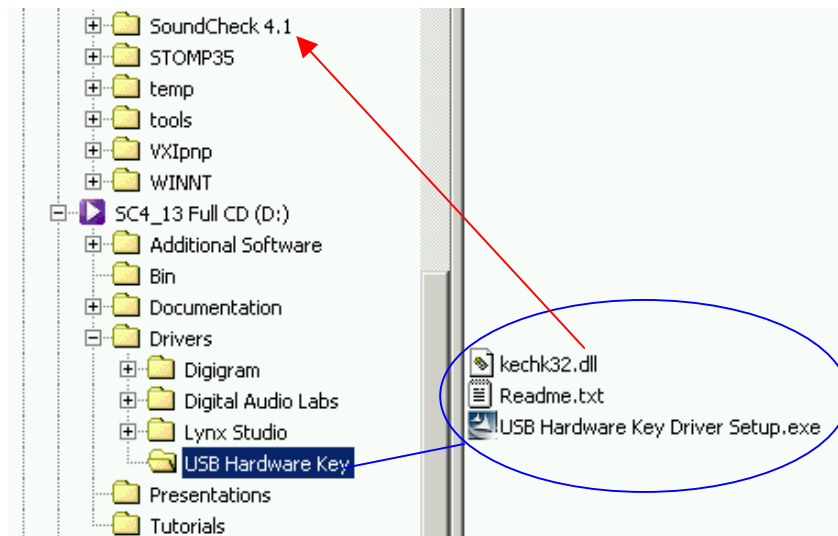 SoundCheck 4.1
STOMP35
temp
tools
VXIpnp
WINNT
SC4_13 Full CD (D:)
Additional Software
Bin
Documentation
Drivers
Digigram
Digital Audio Labs
Lynx Studio
USB Hardware Key
Presentations
Tutorials
kechk32.dll
Readme.txt
USB Hardware Key Driver Setup.exe